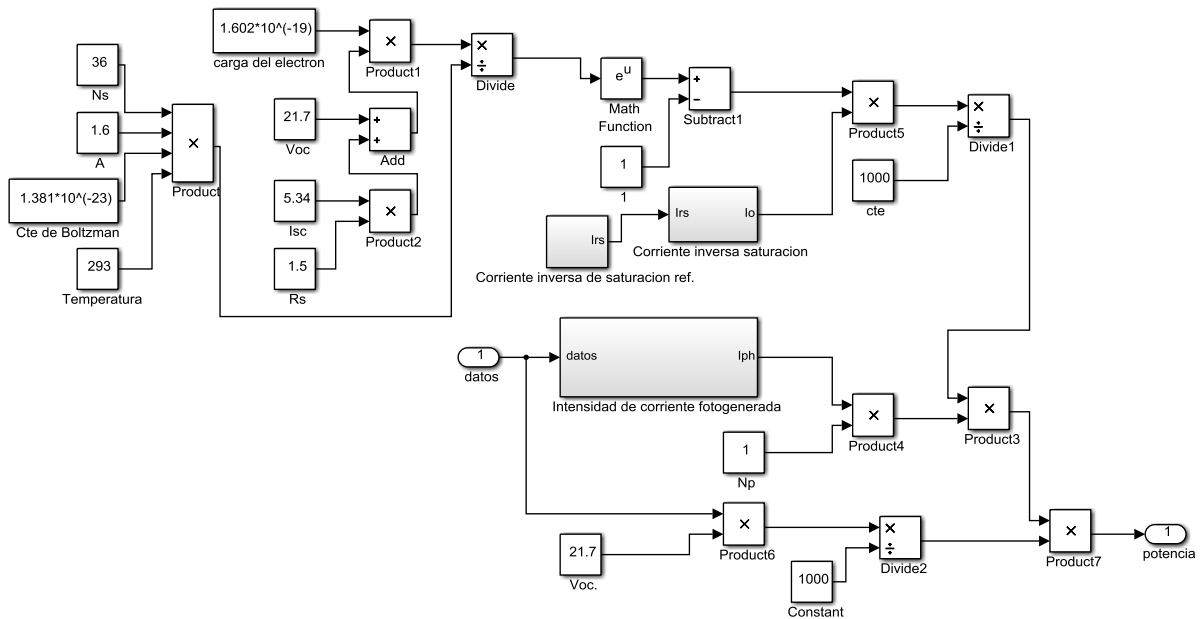 1.602*10^(-19)
carga del electron
×
Product1
×
÷
Divide
36
Ns
1.6
A
1.381*10^(-23)
Cte de Boltzman
293
Temperatura
×
Product
21.7
Voc
+
+
Add
5.34
Isc
×
Product2
1.5
Rs
e^u
Math
Function
+
−
Subtract1
1
1
×
Product5
×
÷
Divide1
1000
cte
Irs
Corriente inversa de saturacion ref.
Irs
Io
Corriente inversa saturacion
1
datos
datos
Iph
Intensidad de corriente fotogenerada
×
Product4
1
Np
×
Product3
×
Product6
21.7
Voc.
×
÷
Divide2
1000
Constant
×
Product7
1
potencia